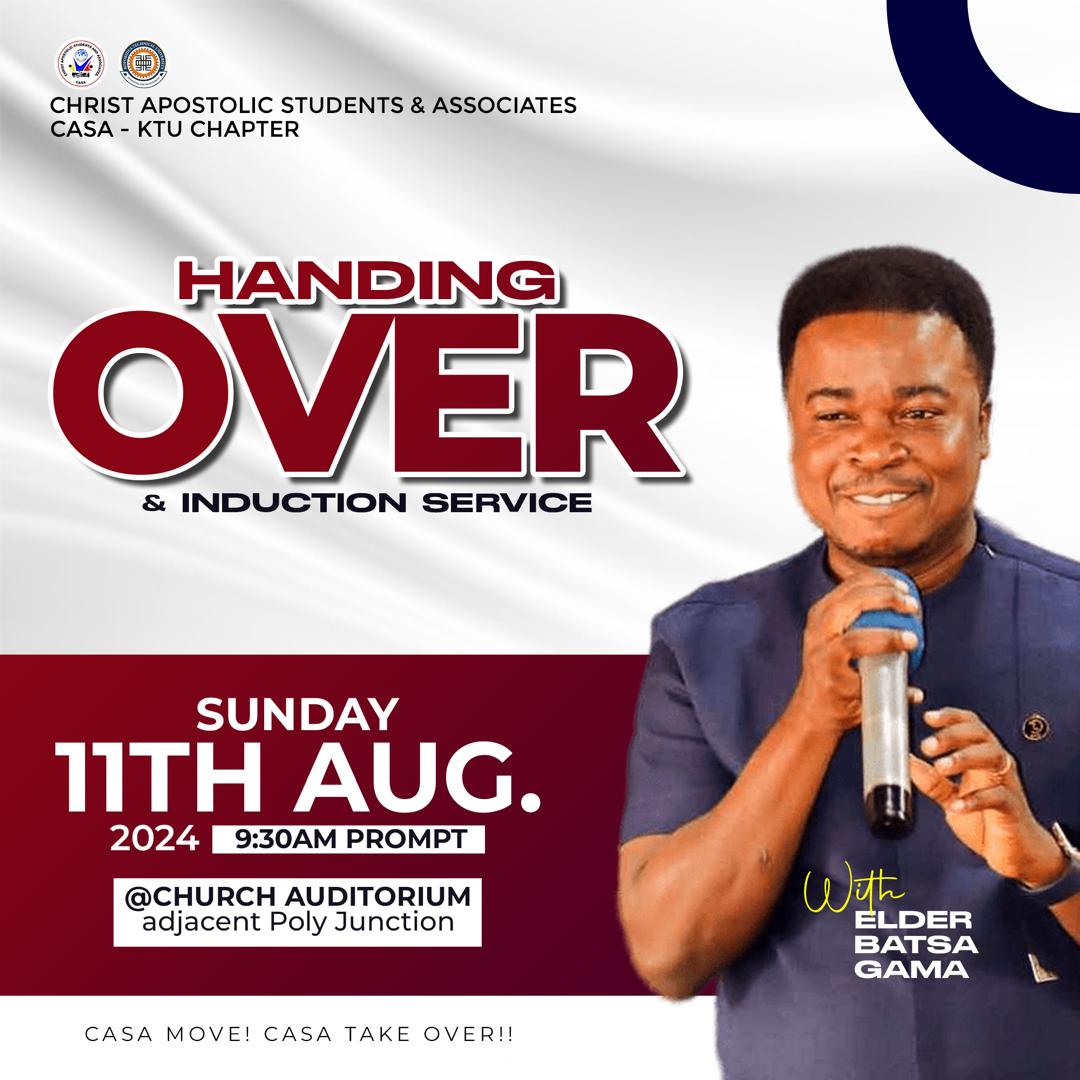 CHRIST APOSTOLIC STUDENTS & ASSOCIATES
CASA - KTU CHAPTER
HANDING
OVER
& INDUCTION SERVICE
SUNDAY
11TH AUG.
2024 9:30AM PROMPT
@CHURCH AUDITORIUM
adjacent Poly Junction
With
ELDER
BATSA
GAMA
CASA MOVE! CASA TAKE OVER!!